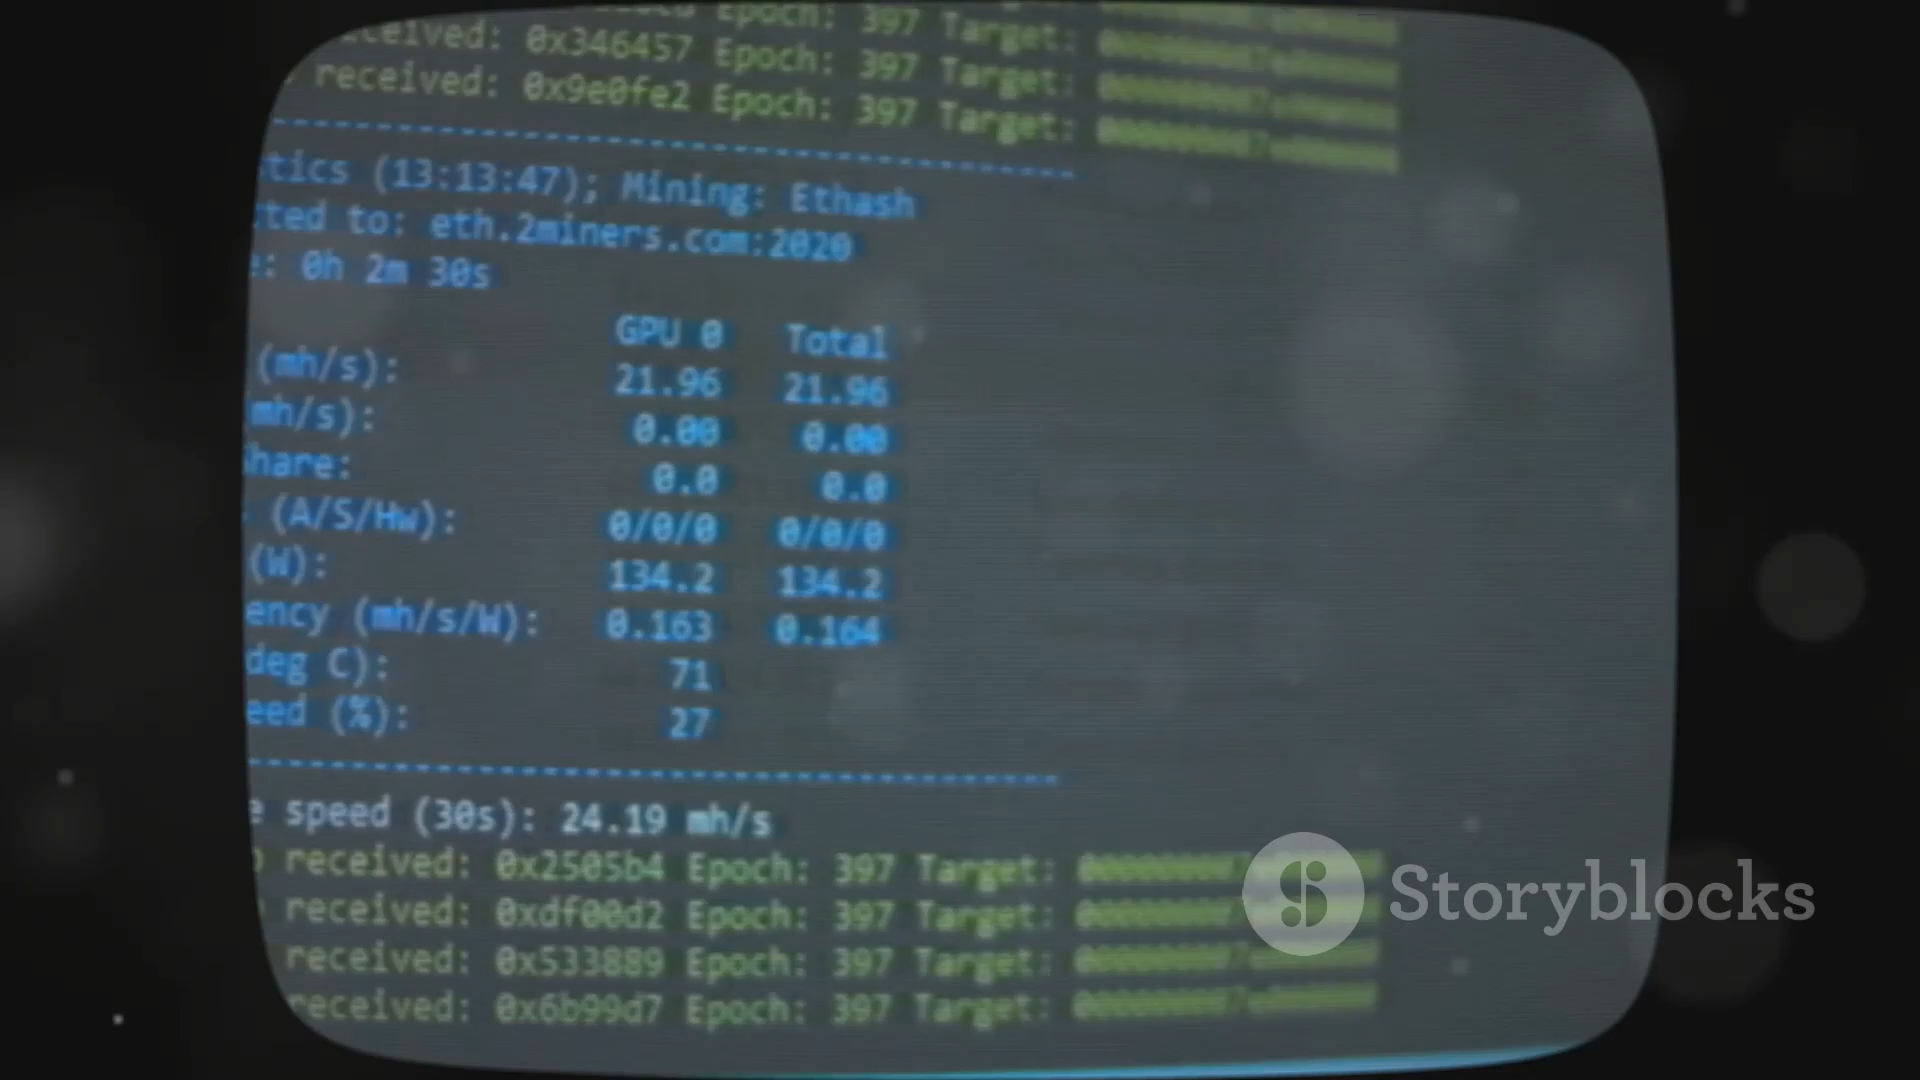 Epoch: 397 Target:
received: 0x346457 Epoch: 397 Target:
received: 0x9e0fe2 Epoch: 397 Target:
tics (13:13:47); Mining: Ethash
ted to: eth.2miners.com:2020
e: 0h 2m 30s
GPU 0 Total
(mh/s): 21.96 21.96
mh/s): 0.00 0.00
hare: 0.0 0.0
(A/S/Hw): 0/0/0 0/0/0
(W): 134.2 134.2
ency (mh/s/W): 0.163 0.164
deg C): 71
eed (%): 27
e speed (30s): 24.19 mh/s
received: 0x2505b4 Epoch: 397 Target:
received: 0xdf00d2 Epoch: 397 Target:
received: 0x533889 Epoch: 397 Target:
received: 0x6b99d7 Epoch: 397 Target:
Storyblocks